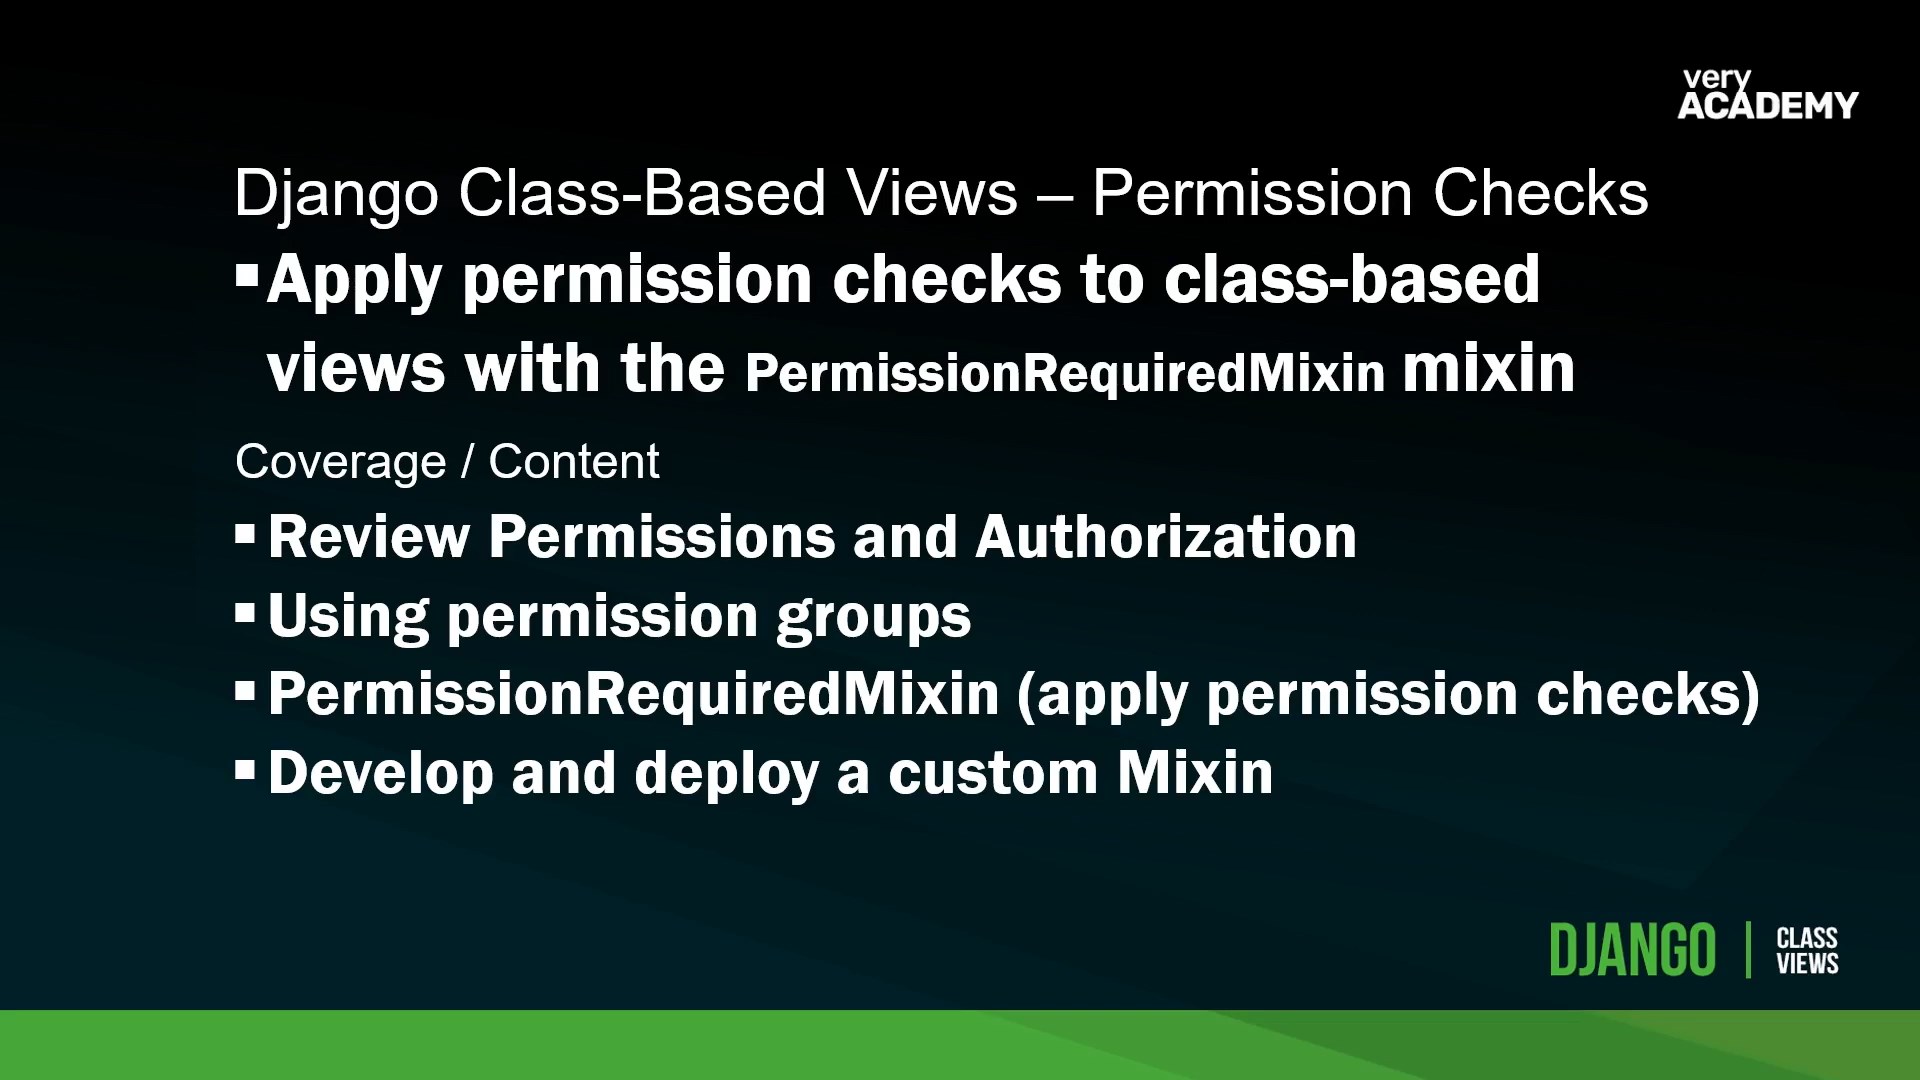 very
ACADEMY
Django Class-Based Views – Permission Checks
▪Apply permission checks to class-based
views with the PermissionRequiredMixin mixin
Coverage / Content
▪Review Permissions and Authorization
▪Using permission groups
▪PermissionRequiredMixin (apply permission checks)
▪Develop and deploy a custom Mixin
DJANGO | CLASS
VIEWS